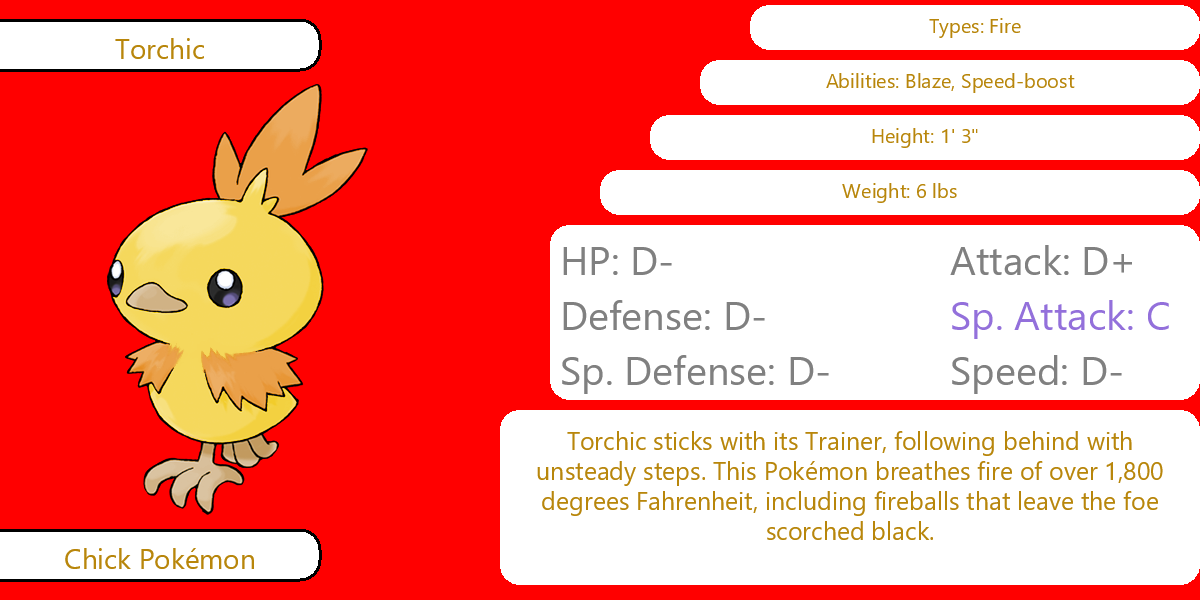 Torchic
Types: Fire
Abilities: Blaze, Speed-boost
Height: 1' 3"
Weight: 6 lbs
HP: D-
Attack: D+
Defense: D-
Sp. Attack: C
Sp. Defense: D-
Speed: D-
Torchic sticks with its Trainer, following behind with
unsteady steps. This Pokémon breathes fire of over 1,800
degrees Fahrenheit, including fireballs that leave the foe
scorched black.
Chick Pokémon